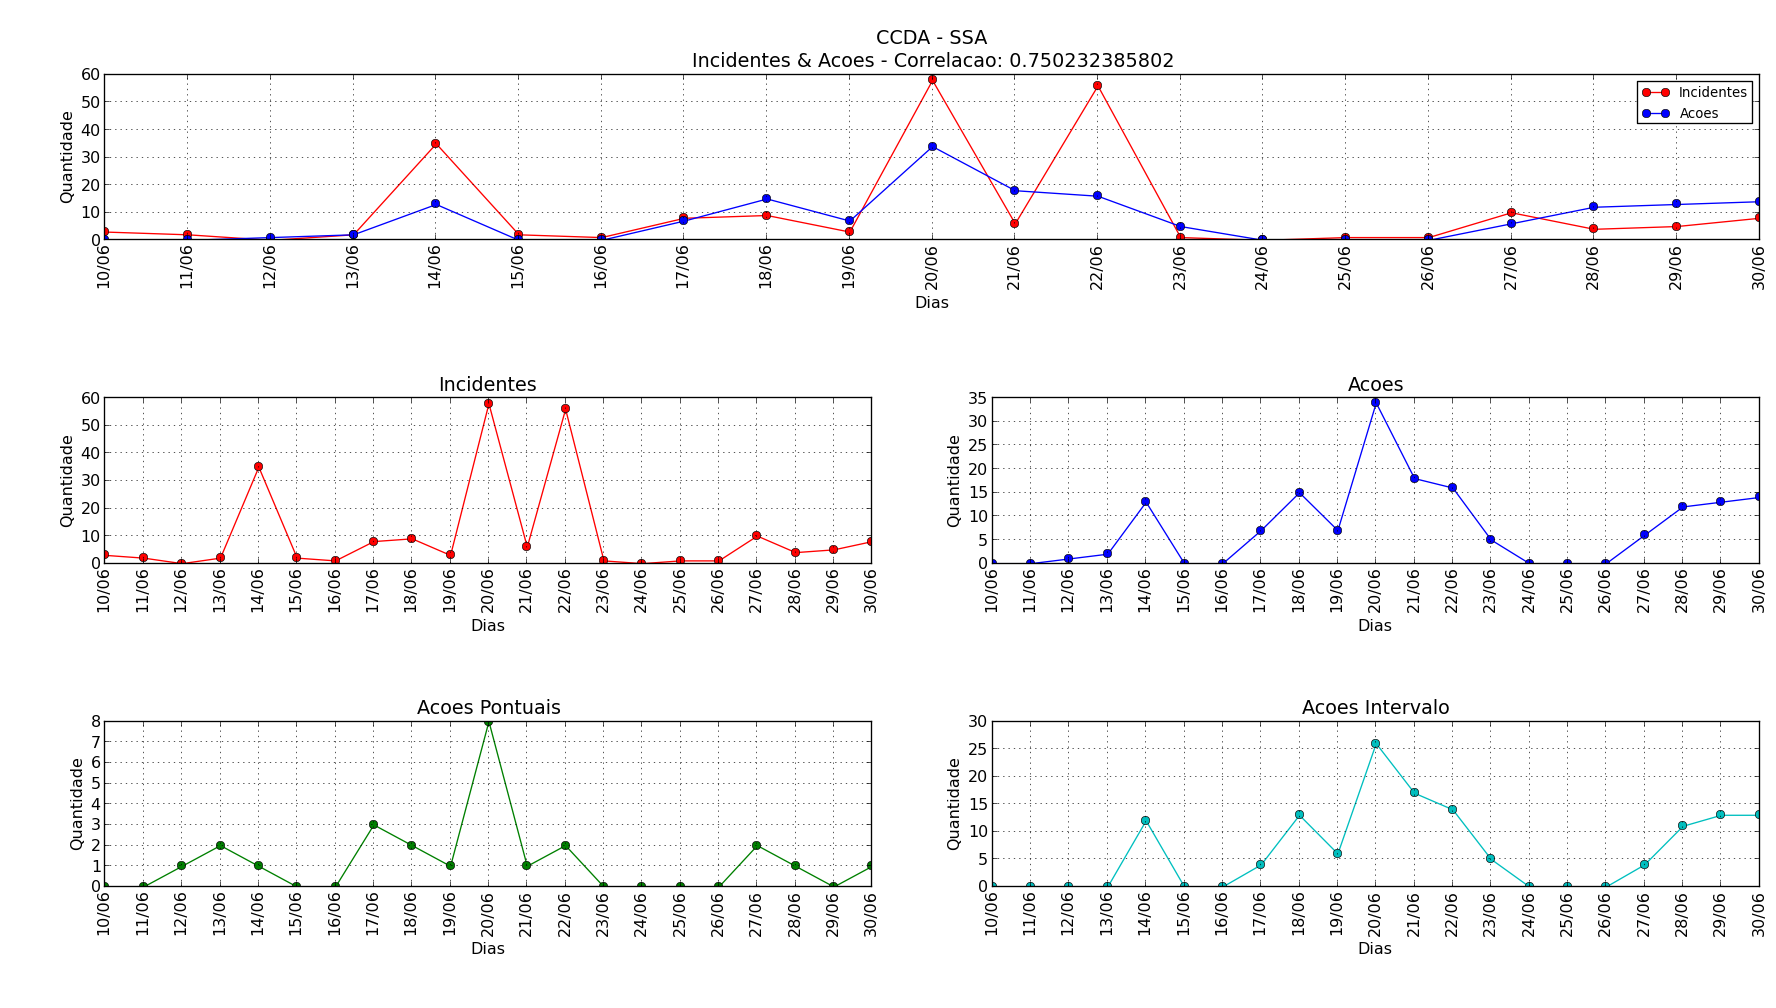 CCDA - SSA
Incidentes & Acoes - Correlacao: 0.750232385802
Quantidade
60
50
40
30
20
10
0
Incidentes
Acoes
10/06 11/06 12/06 13/06 14/06 15/06 16/06 17/06 18/06 19/06 20/06 21/06 22/06 23/06 24/06 25/06 26/06 27/06 28/06 29/06 30/06
Dias
Incidentes
Quantidade
60
50
40
30
20
10
0
10/06 11/06 12/06 13/06 14/06 15/06 16/06 17/06 18/06 19/06 20/06 21/06 22/06 23/06 24/06 25/06 26/06 27/06 28/06 29/06 30/06
Dias
Acoes
Quantidade
35
30
25
20
15
10
5
0
10/06 11/06 12/06 13/06 14/06 15/06 16/06 17/06 18/06 19/06 20/06 21/06 22/06 23/06 24/06 25/06 26/06 27/06 28/06 29/06 30/06
Dias
Acoes Pontuais
Quantidade
8
7
6
5
4
3
2
1
0
10/06 11/06 12/06 13/06 14/06 15/06 16/06 17/06 18/06 19/06 20/06 21/06 22/06 23/06 24/06 25/06 26/06 27/06 28/06 29/06 30/06
Dias
Acoes Intervalo
Quantidade
30
25
20
15
10
5
0
10/06 11/06 12/06 13/06 14/06 15/06 16/06 17/06 18/06 19/06 20/06 21/06 22/06 23/06 24/06 25/06 26/06 27/06 28/06 29/06 30/06
Dias